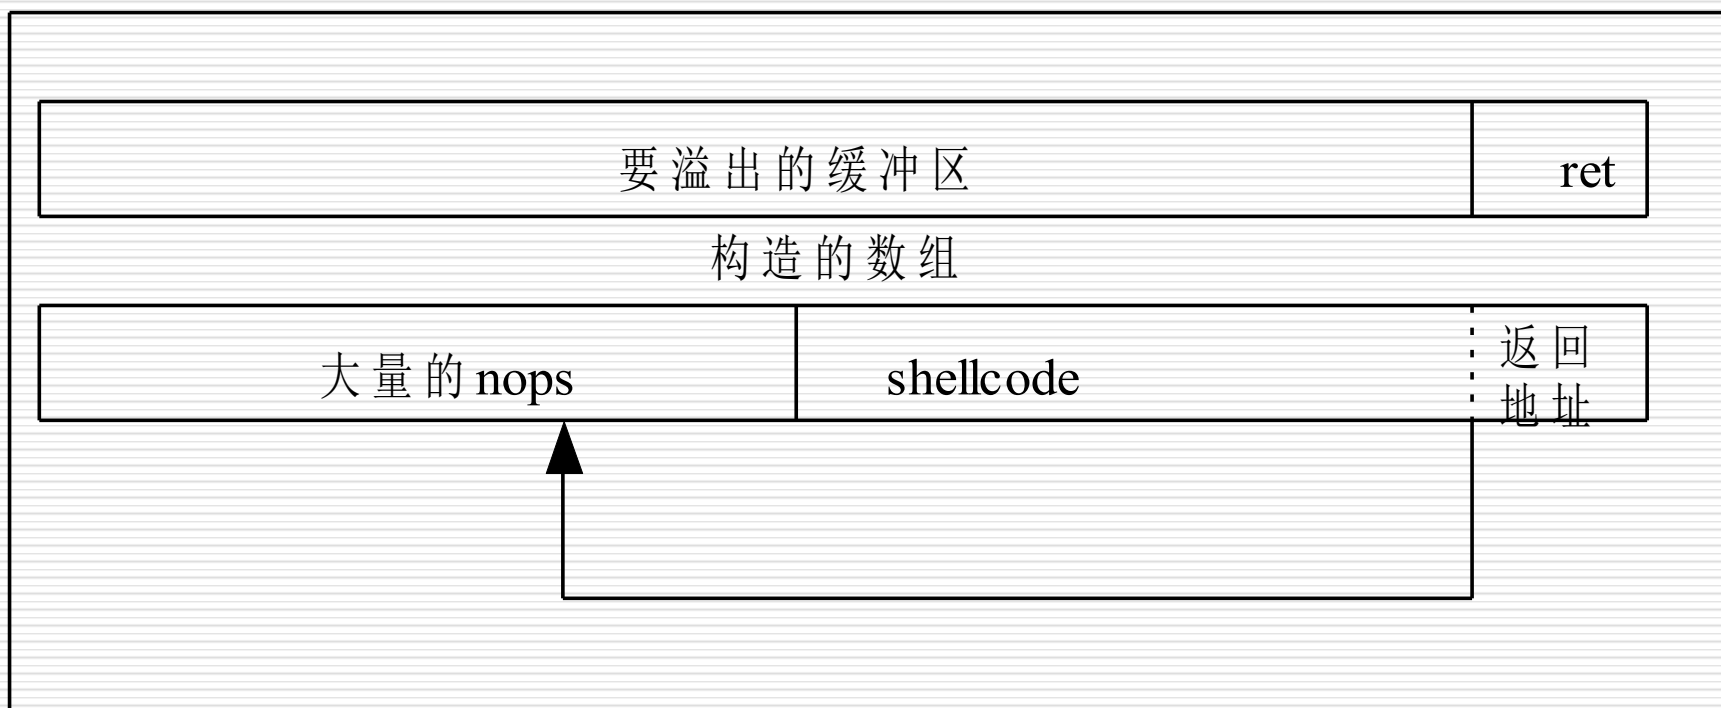 要溢出的缓冲区 ret
构造的数组
大量的nops shellcode 返回
地址